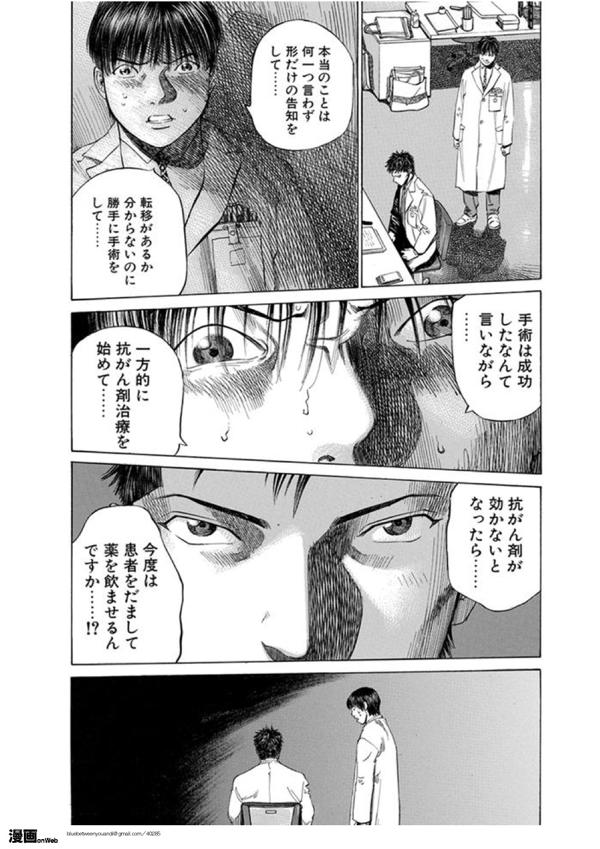 本当のことは
何一つ言わず
形だけの告知を
して……
転移があるか
分からないのに
勝手に手術を
して……
手術は成功
したなんて
言いながら
……
一方的に
抗がん剤治療を
始めて……
抗がん剤が
効かないと
なったら……
今度は
患者をだまして
薬を飲ませるん
ですか……!?
漫画onWeb
bluebetweenyouandi@gmail.com/40285